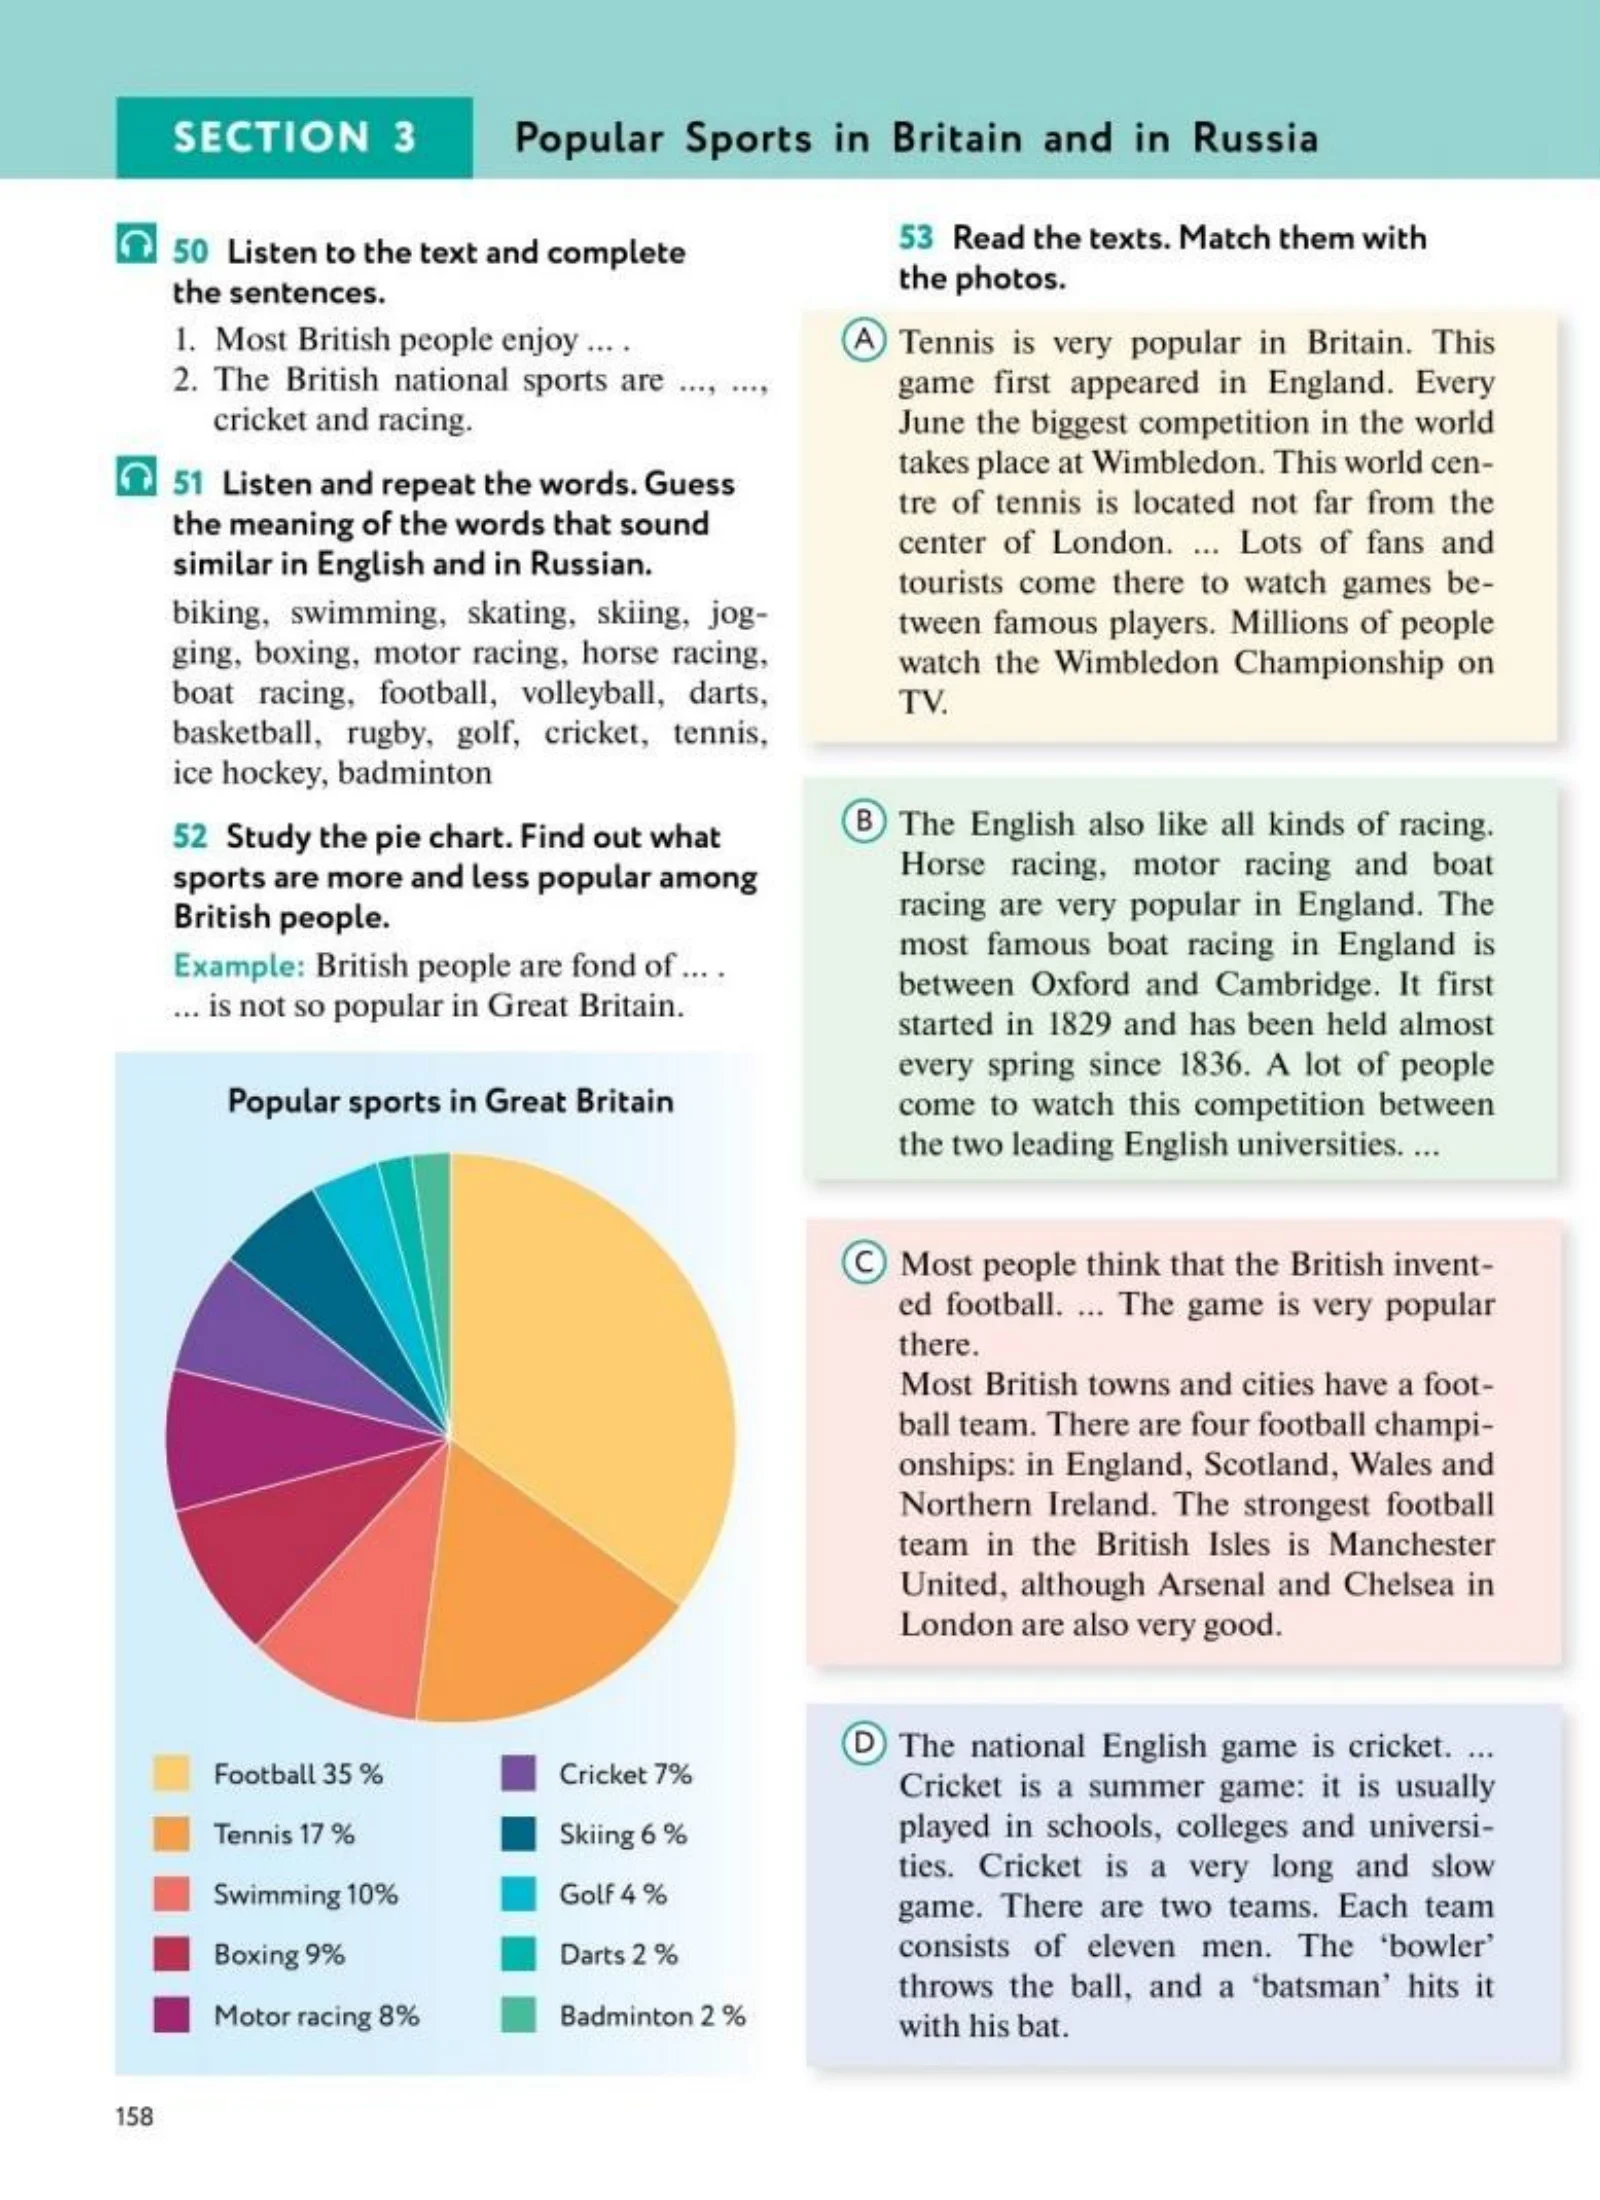 SECTION 3
Popular Sports in Britain and in Russia
50 Listen to the text and complete
the sentences.
1. Most British people enjoy ... .
2. The British national sports are ..., ...,
cricket and racing.
51 Listen and repeat the words. Guess
the meaning of the words that sound
similar in English and in Russian.
biking, swimming, skating, skiing, jog-
ging, boxing, motor racing, horse racing,
boat racing, football, volleyball, darts,
basketball, rugby, golf, cricket, tennis,
ice hockey, badminton
52 Study the pie chart. Find out what
sports are more and less popular among
British people.
Example: British people are fond of ... .
... is not so popular in Great Britain.
Popular sports in Great Britain
Football 35 %
Tennis 17 %
Swimming 10%
Boxing 9%
Motor racing 8%
Cricket 7%
Skiing 6 %
Golf 4 %
Darts 2 %
Badminton 2 %
53 Read the texts. Match them with
the photos.
A Tennis is very popular in Britain. This
game first appeared in England. Every
June the biggest competition in the world
takes place at Wimbledon. This world cen-
tre of tennis is located not far from the
center of London. ... Lots of fans and
tourists come there to watch games be-
tween famous players. Millions of people
watch the Wimbledon Championship on
TV.
B The English also like all kinds of racing.
Horse racing, motor racing and boat
racing are very popular in England. The
most famous boat racing in England is
between Oxford and Cambridge. It first
started in 1829 and has been held almost
every spring since 1836. A lot of people
come to watch this competition between
the two leading English universities. ...
C Most people think that the British invent-
ed football. ... The game is very popular
there.
Most British towns and cities have a foot-
ball team. There are four football champi-
onships: in England, Scotland, Wales and
Northern Ireland. The strongest football
team in the British Isles is Manchester
United, although Arsenal and Chelsea in
London are also very good.
D The national English game is cricket. ...
Cricket is a summer game: it is usually
played in schools, colleges and universi-
ties. Cricket is a very long and slow
game. There are two teams. Each team
consists of eleven men. The ‘bowler’
throws the ball, and a ‘batsman’ hits it
with his bat.
158